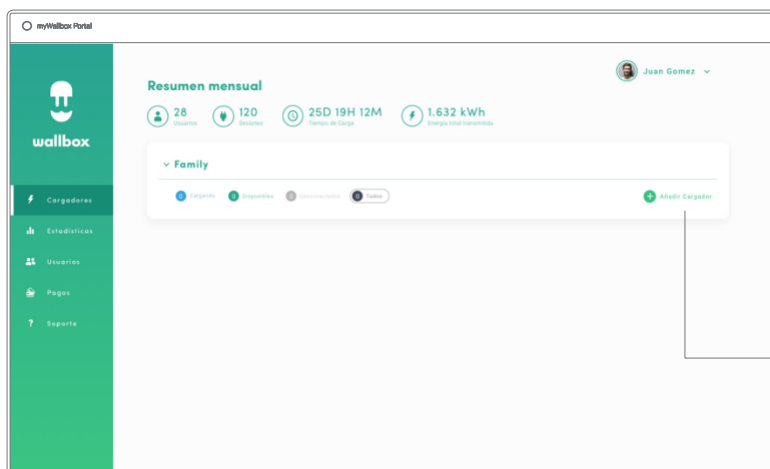 myWallbox Portal
Juan Gomez
Resumen mensual
28
Usuarios
120
Sesiones
25D 19H 12M
Tiempo de Carga
1.632 kWh
Energía total transmitida
wallbox
Family
0 Cargando
0 Disponibles
0 Desconectados
0 Todos
Añadir Cargador
Cargadores
Estadísticas
Usuarios
Pagos
Soporte